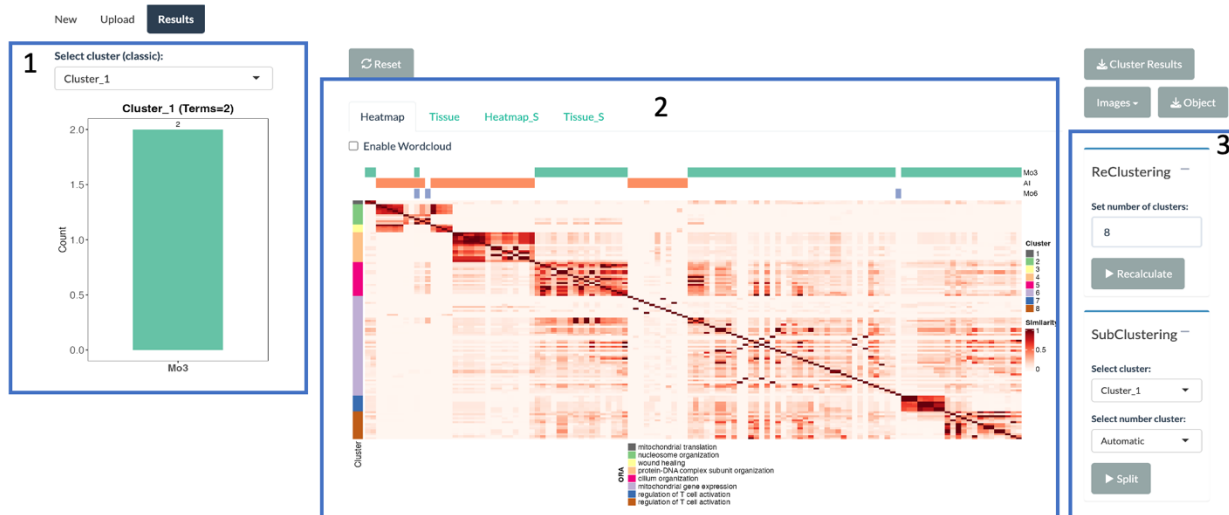 New Upload Results
1
Select cluster (classic):
Cluster_1
Cluster_1 (Terms=2)
2
2.0
1.5
1.0
0.5
0.0
Count
Mo3
Reset
2
Heatmap Tissue Heatmap_S Tissue_S
Enable Wordcloud
Mo3
Mo6
Cluster
1
2
3
4
5
6
7
8
Similarity
1
0.5
0
Cluster
ORA
mitochondrial translation
nucleosome organization
wound healing
protein-DNA complex subunit organization
cilium organization
mitochondrial gene expression
regulation of T cell activation
regulation of T cell activation
Cluster Results
Images Object
3
ReClustering
Set number of clusters:
8
Recalculate
SubClustering
Select cluster:
Cluster_1
Select number cluster:
Automatic
Split